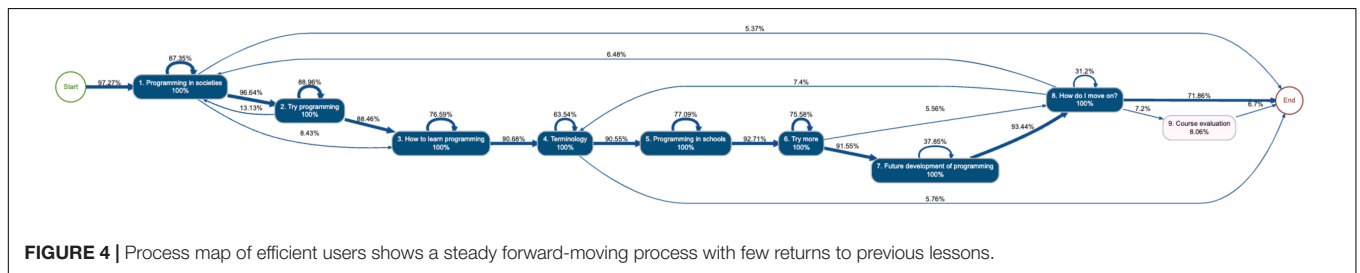 5.37%
6.48%
87.35%
Start
97.27%
1. Programming in societies
100%
96.64%
88.96%
13.13%
2. Try programming
100%
8.43%
88.46%
76.59%
3. How to learn programming
100%
90.68%
63.54%
4. Terminology
100%
90.55%
77.09%
5. Programming in schools
100%
92.71%
75.58%
6. Try more
100%
7.4%
5.56%
91.55%
37.85%
7. Future development of programming
100%
93.44%
31.2%
8. How do I move on?
100%
71.86%
7.2%
9. Course evaluation
8.06%
6.7%
End
5.76%
FIGURE 4 | Process map of efficient users shows a steady forward-moving process with few returns to previous lessons.